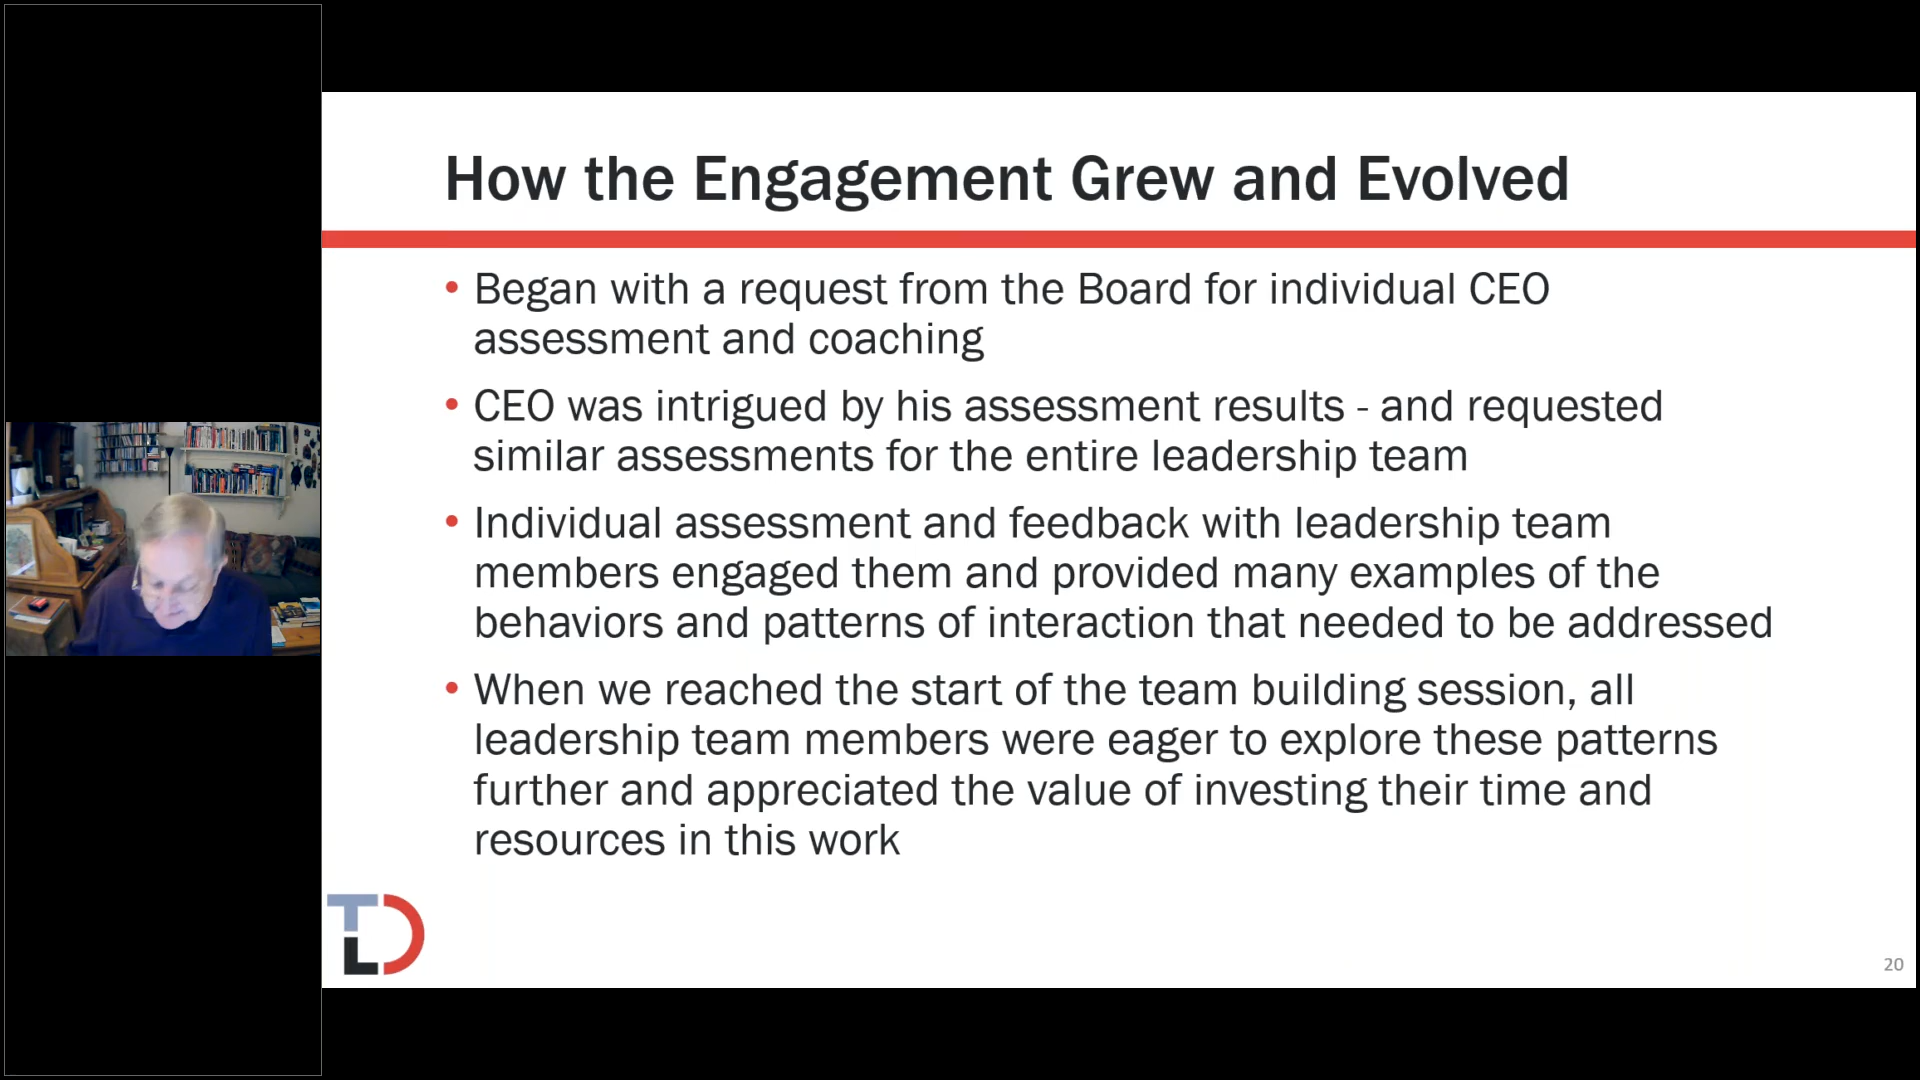 How the Engagement Grew and Evolved
• Began with a request from the Board for individual CEO
assessment and coaching
• CEO was intrigued by his assessment results - and requested
similar assessments for the entire leadership team
• Individual assessment and feedback with leadership team
members engaged them and provided many examples of the
behaviors and patterns of interaction that needed to be addressed
• When we reached the start of the team building session, all
leadership team members were eager to explore these patterns
further and appreciated the value of investing their time and
resources in this work
TLD
20